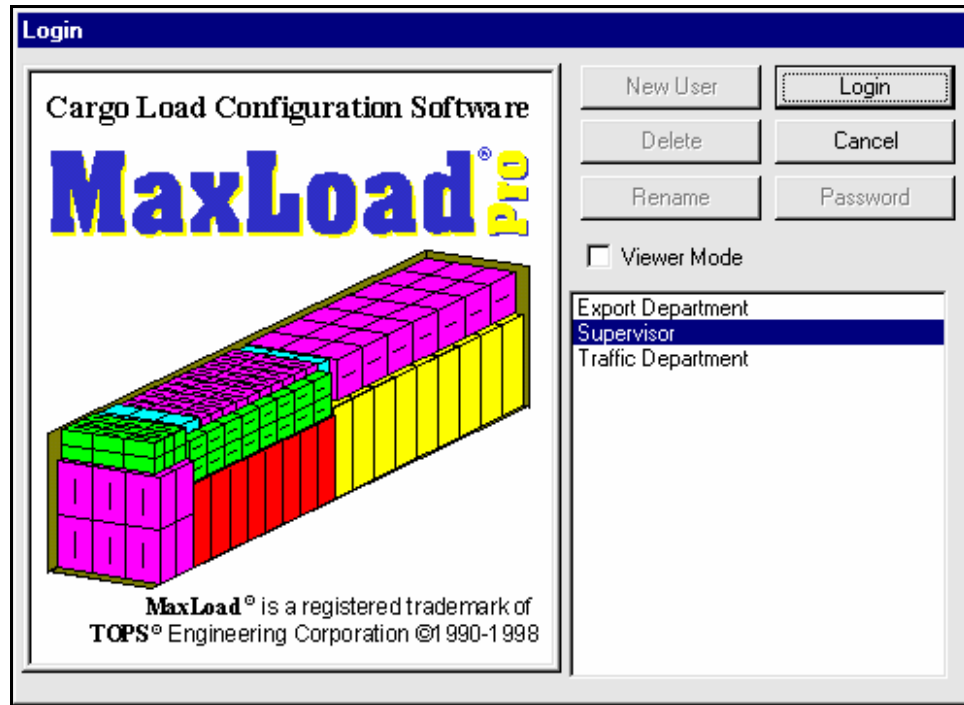 Login
Cargo Load Configuration Software
MaxLoad® Pro
MaxLoad® is a registered trademark of
TOPS® Engineering Corporation ©1990-1998
New User
Login
Delete
Cancel
Rename
Password
Viewer Mode
Export Department
Supervisor
Traffic Department